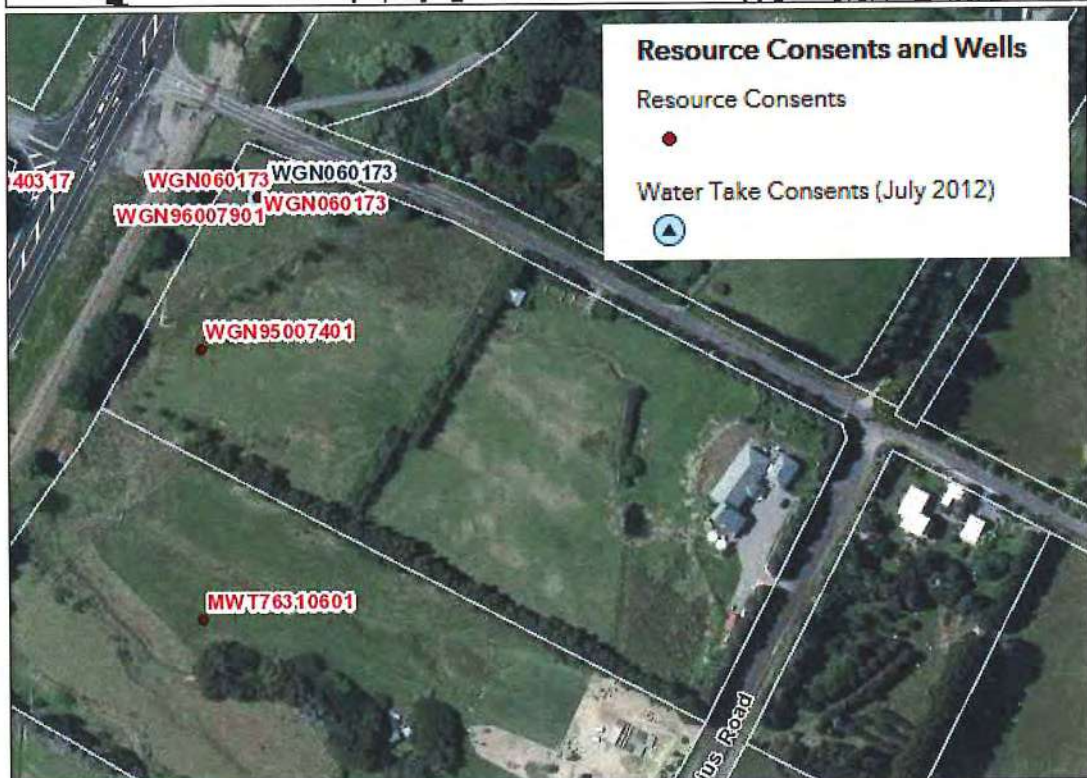 Resource Consents and Wells
Resource Consents
Water Take Consents (July 2012)
40317
WGN060173
WGN060173
WGN96007901
WGN060173
WGN95007401
MWT76310601
ius Road